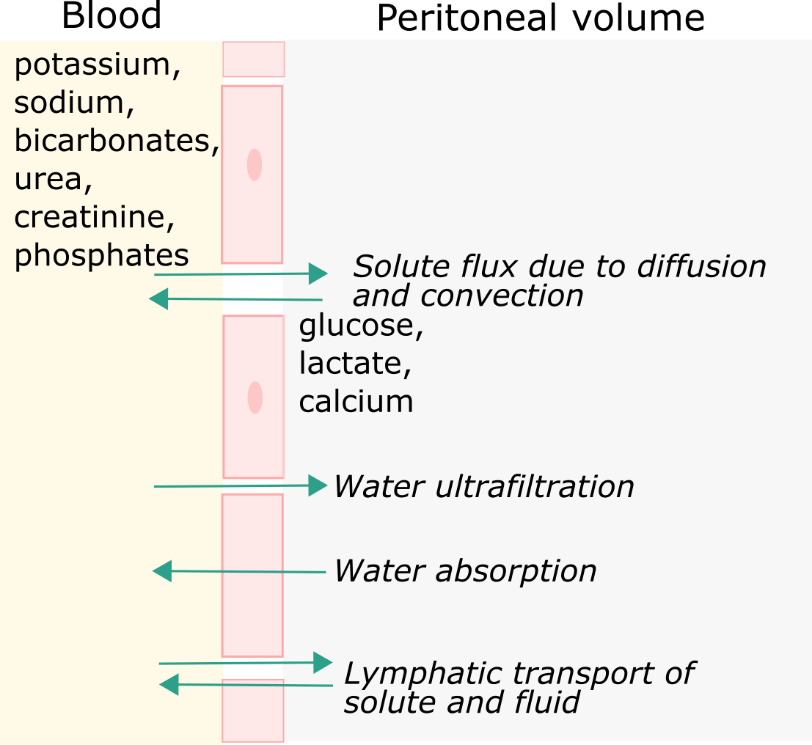 Blood
Peritoneal volume
potassium,
sodium,
bicarbonates,
urea,
creatinine,
phosphates
Solute flux due to diffusion
and convection
glucose,
lactate,
calcium
Water ultrafiltration
Water absorption
Lymphatic transport of
solute and fluid